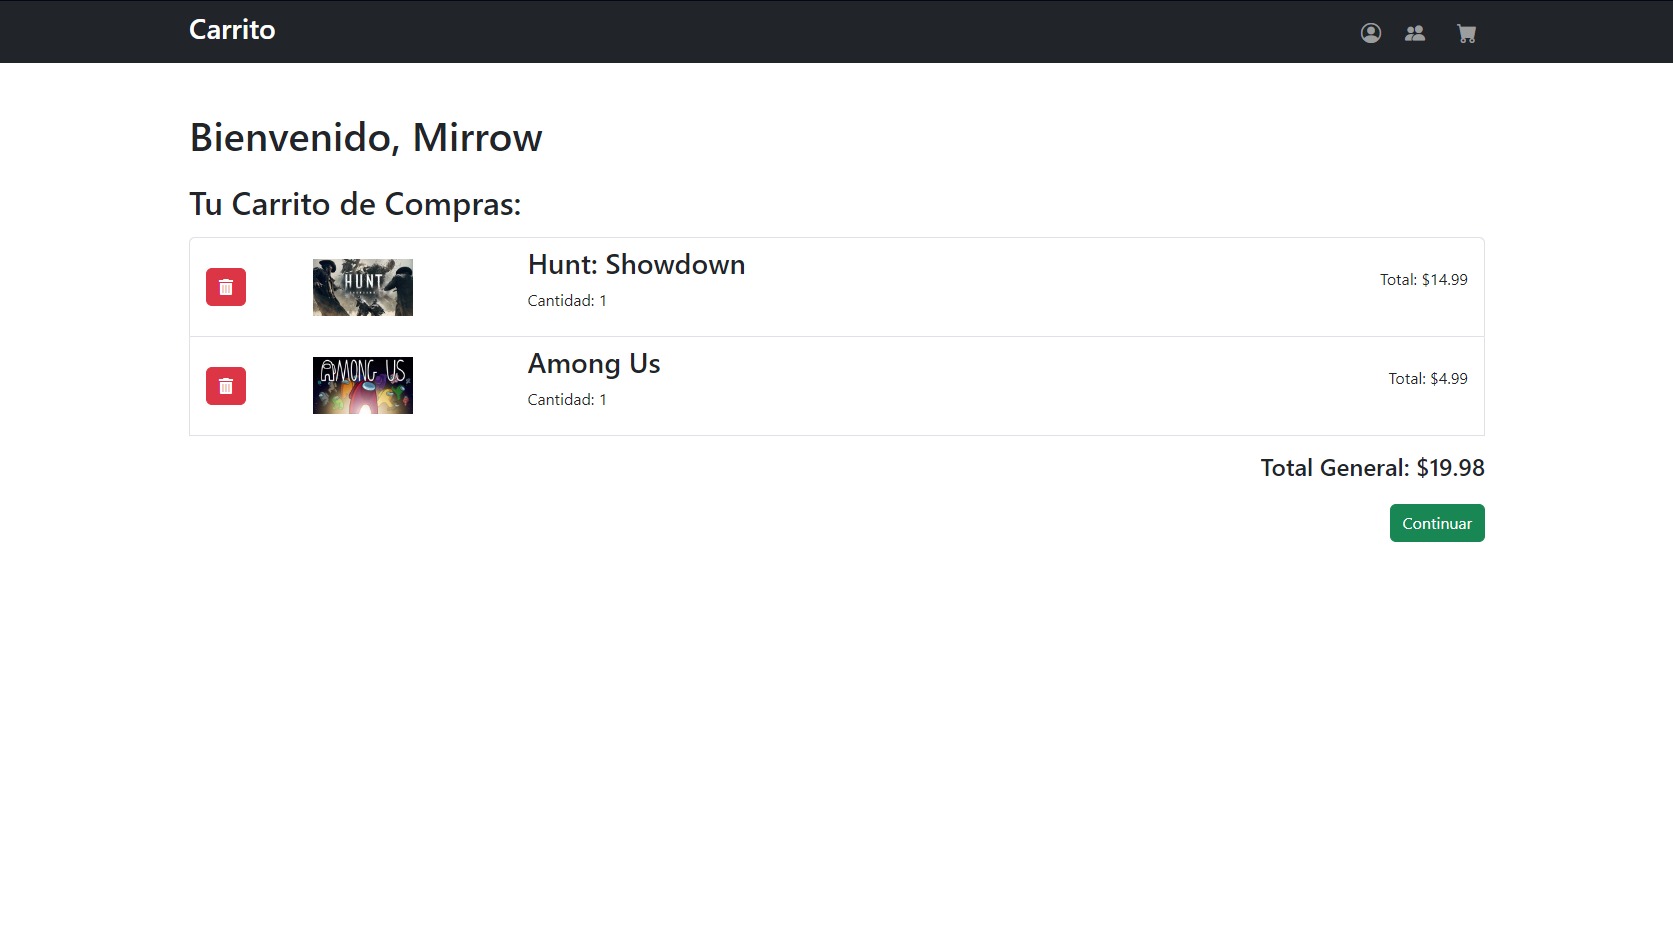 Carrito
Bienvenido, Mirrow
Tu Carrito de Compras:
HUNT
Hunt: Showdown
Cantidad: 1
Total: $14.99
AMONG US
Among Us
Cantidad: 1
Total: $4.99
Total General: $19.98
Continuar